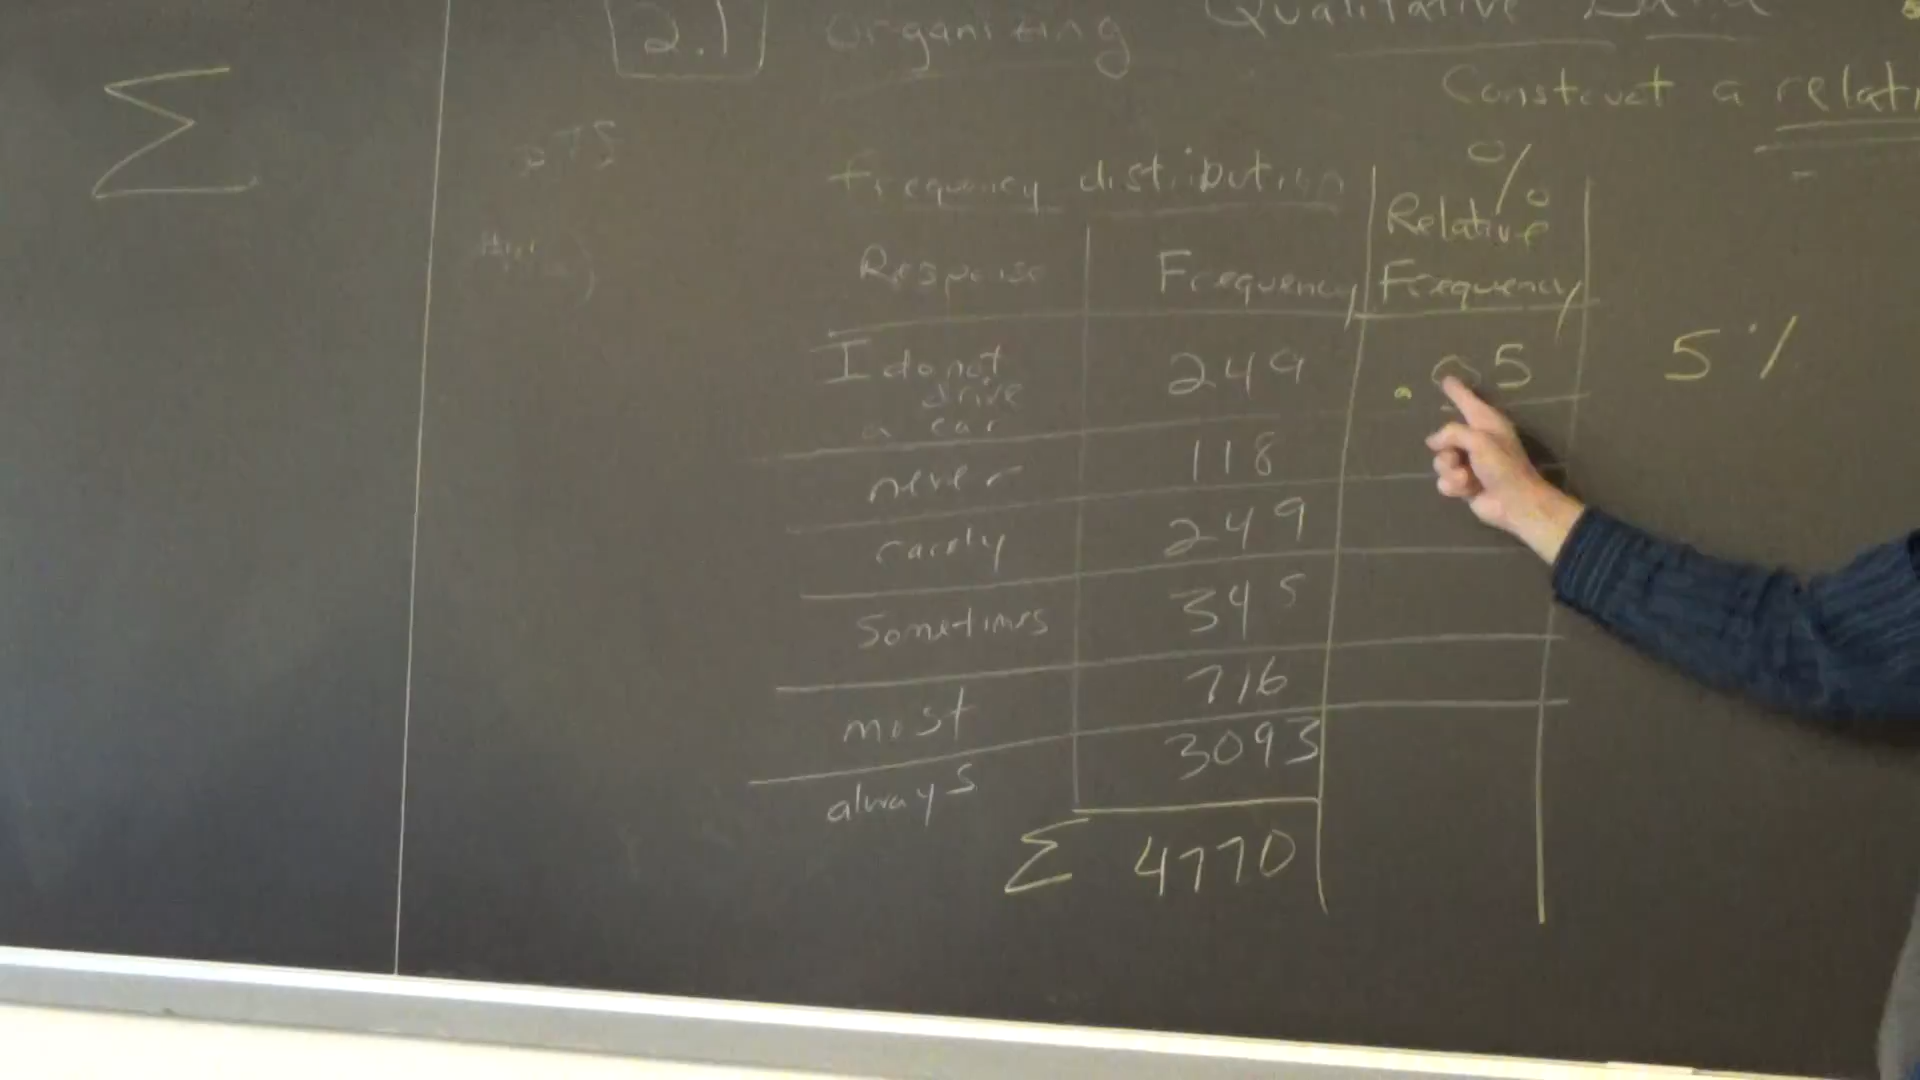 2.1 Organizing Qualitative Data
Construct a relati
Σ
Frequency distribution
%
Response Frequency Relative Frequency
I do not drive a car 249 .05 5%
never 118
rarely 249
Sometimes 345
most 716
always 3093
Σ 4770